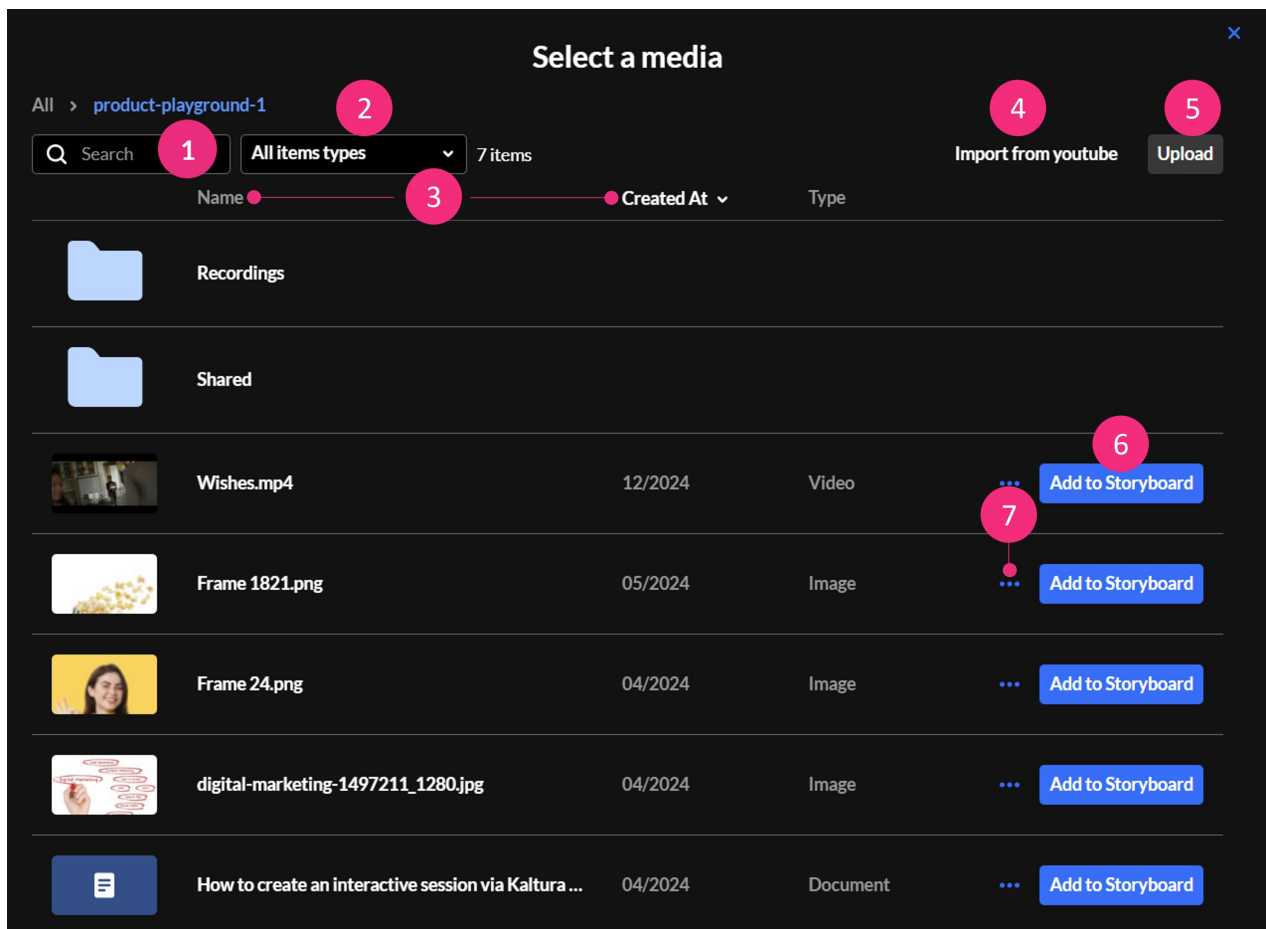 Select a media
All > product-playground-1
2
4
5
Search
1
All items types
7 items
Import from youtube
Upload
Name
3
Created At
Type
Recordings
Shared
6
Wishes.mp4
12/2024
Video
...
Add to Storyboard
7
Frame 1821.png
05/2024
Image
...
Add to Storyboard
Frame 24.png
04/2024
Image
...
Add to Storyboard
digital-marketing-1497211_1280.jpg
04/2024
Image
...
Add to Storyboard
How to create an interactive session via Kaltura ...
04/2024
Document
...
Add to Storyboard